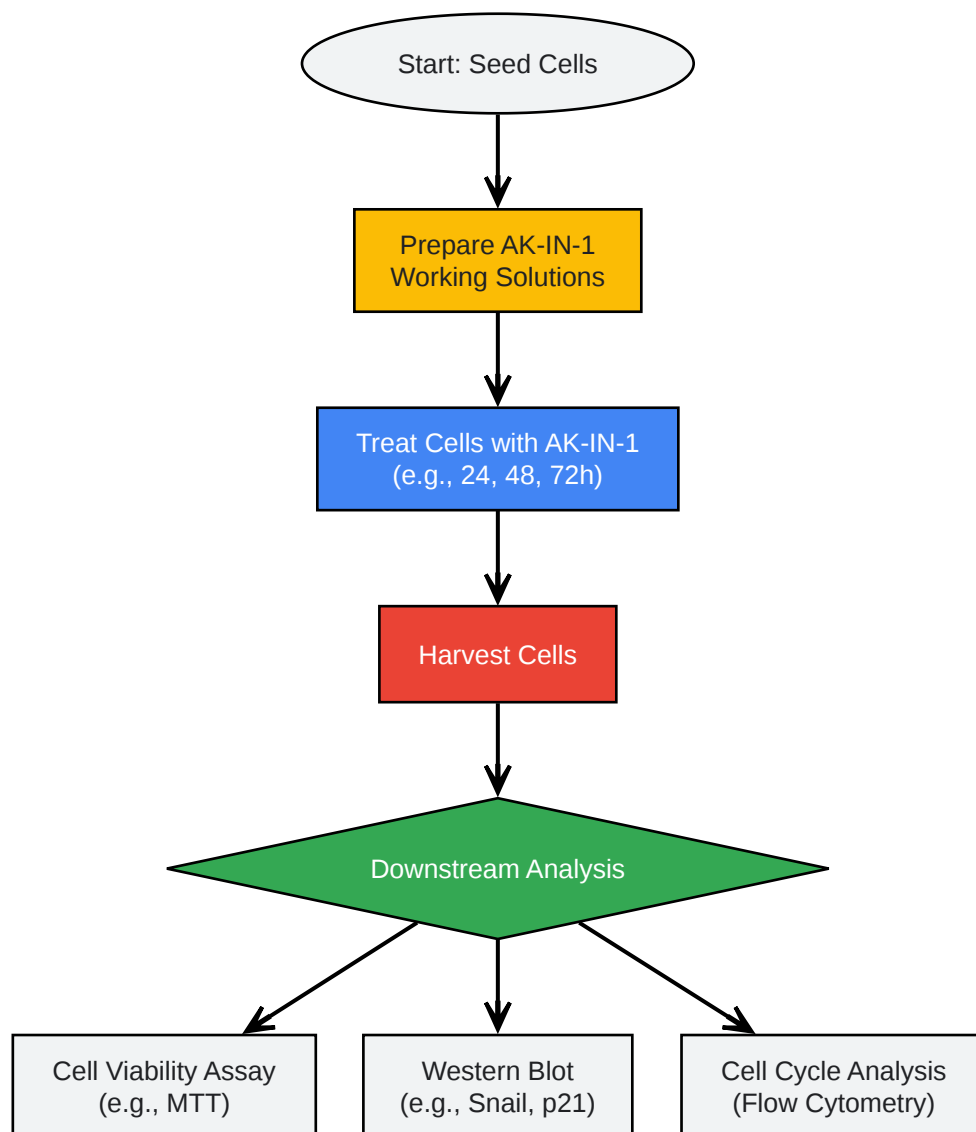 Start: Seed Cells
Prepare AK-IN-1
Working Solutions
Treat Cells with AK-IN-1
(e.g., 24, 48, 72h)
Harvest Cells
Downstream Analysis
Cell Viability Assay
(e.g., MTT)
Western Blot
(e.g., Snail, p21)
Cell Cycle Analysis
(Flow Cytometry)